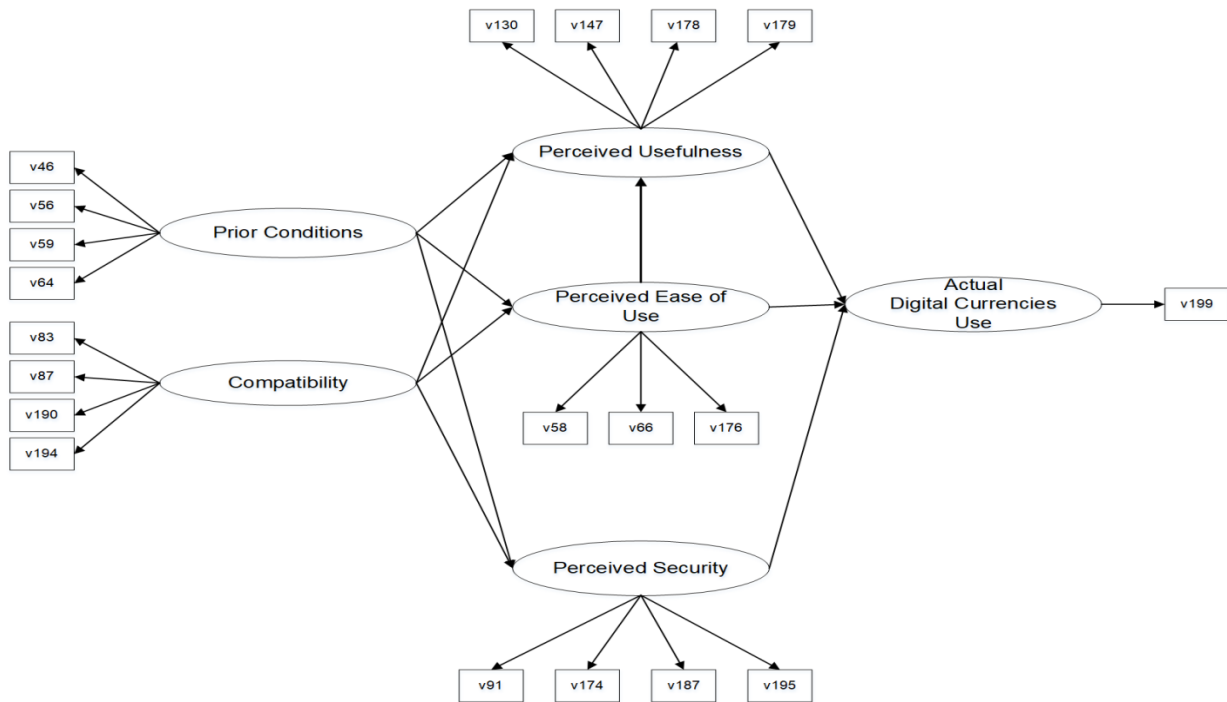 v130
v147
v178
v179
Perceived Usefulness
v46
v56
v59
v64
Prior Conditions
Perceived Ease of
Use
Actual
Digital Currencies
Use
v199
v83
v87
v190
v194
Compatibility
v58
v66
v176
Perceived Security
v91
v174
v187
v195